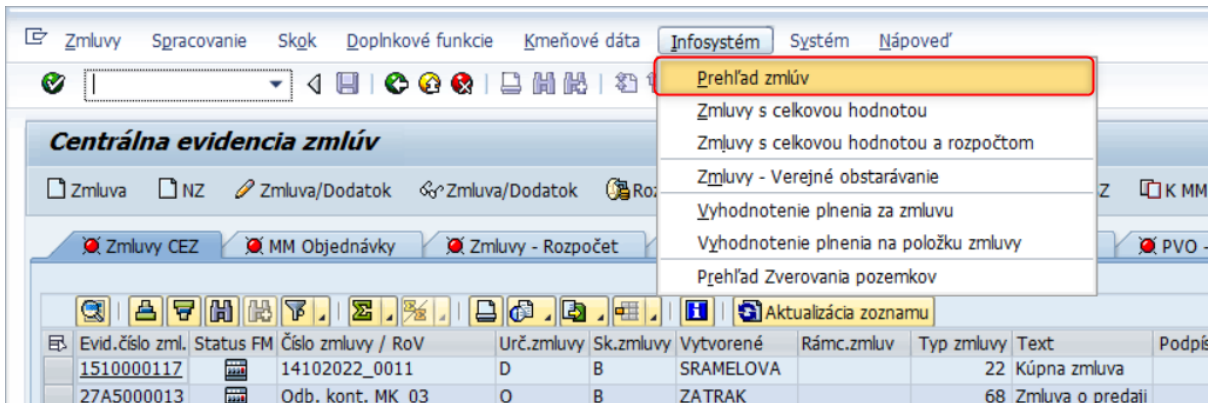 Zmluvy Spracovanie Skok Doplnkové funkcie Kmeňové dáta Infosystém Systém Nápoveď
Prehľad zmlúv
Zmluvy s celkovou hodnotou
Zmluvy s celkovou hodnotou a rozpočtom
Zmluvy - Verejné obstarávanie
Vyhodnotenie plnenia za zmluvu
Vyhodnotenie plnenia na položku zmluvy
Prehľad Zverovania pozemkov
Centrálna evidencia zmlúv
Zmluva NZ Zmluva/Dodatok Zmluva/Dodatok Roz Z K MM
Zmluvy CEZ MM Objednávky Zmluvy - Rozpočet PVO -
Aktualizácia zoznamu
Evid.číslo zml. Status FM Číslo zmluvy / RoV Urč.zmluvy Sk.zmluvy Vytvorené Rámc.zmluv Typ zmluvy Text Podpís
1510000117 14102022_0011 D B SRAMELOVA 22 Kúpna zmluva
27A5000013 Odb. kont. MK_03 O B ZATRAK 68 Zmluva o predaji